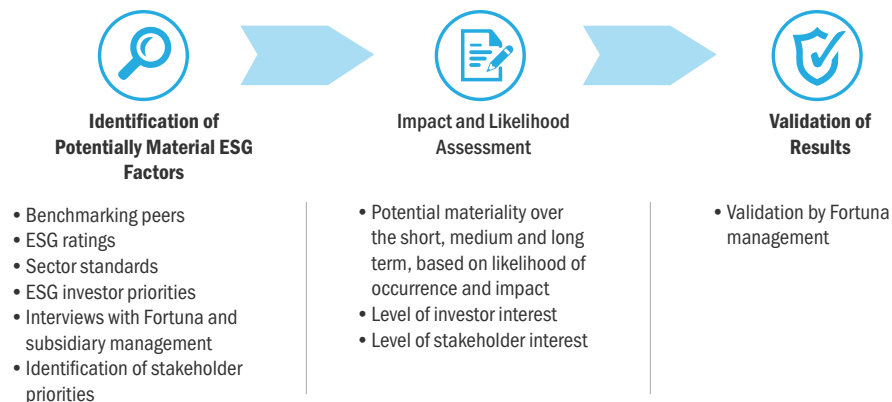 Identification of
Potentially Material ESG
Factors
• Benchmarking peers
• ESG ratings
• Sector standards
• ESG investor priorities
• Interviews with Fortuna and
subsidiary management
• Identification of stakeholder
priorities
Impact and Likelihood
Assessment
• Potential materiality over
the short, medium and long
term, based on likelihood of
occurrence and impact
• Level of investor interest
• Level of stakeholder interest
Validation of
Results
• Validation by Fortuna
management